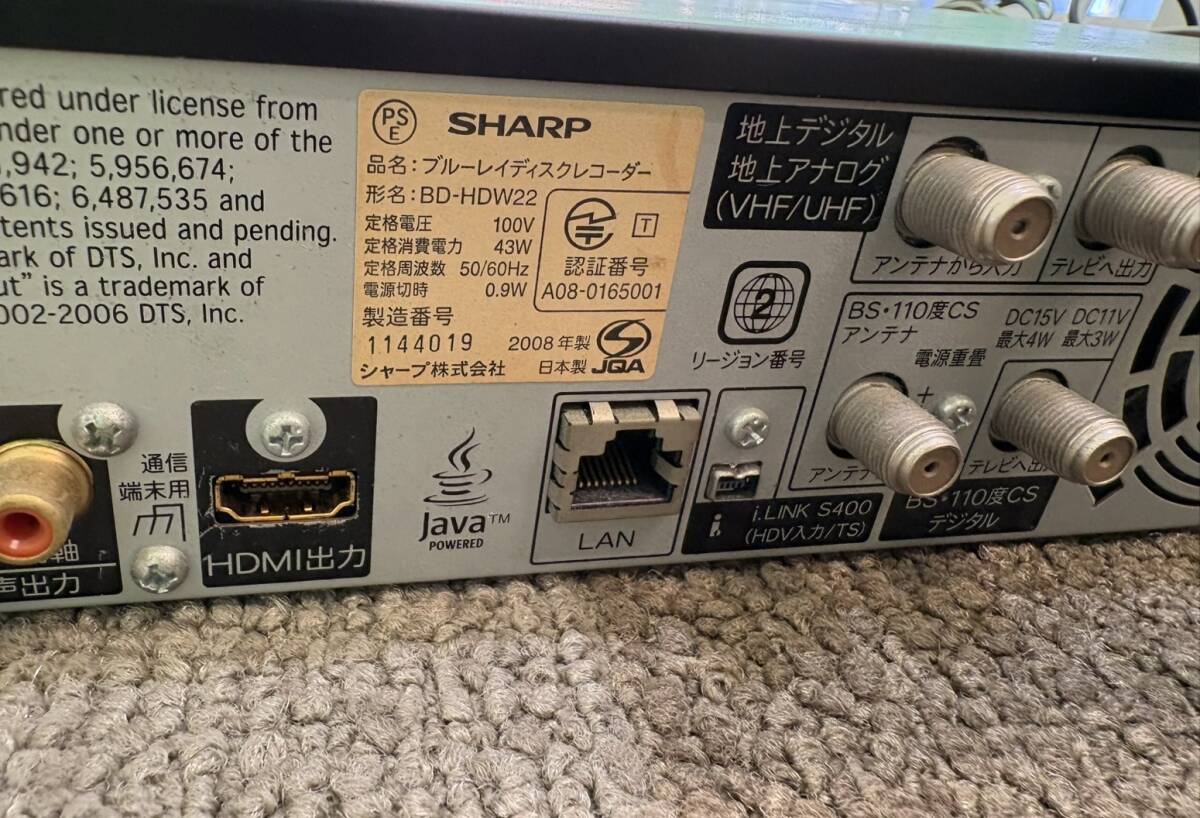 red under license from
nder one or more of the
,942; 5,956,674;
616; 6,487,535 and
tents issued and pending.
ark of DTS, Inc. and
ut" is a trademark of
002-2006 DTS, Inc.
PSE
SHARP
品名:ブルーレイディスクレコーダー
形名:BD-HDW22
定格電圧 100V
定格消費電力 43W
定格周波数 50/60Hz
電源切時 0.9W
T
認証番号
A08-0165001
製造番号
1144019
2008年製
シャープ株式会社
日本製
JQA
地上デジタル
地上アナログ
(VHF/UHF)
アンテナから入力
テレビへ出力
2
リージョン番号
BS・110度CS
アンテナ
DC15V DC11V
最大4W 最大3W
電源重畳
+
アンテナ
テレビへ出
BS・110度CS
デジタル
軸
声出力
通信
端末用
HDMI出力
Java™
POWERED
LAN
i
i.LINK S400
(HDV入力/TS)